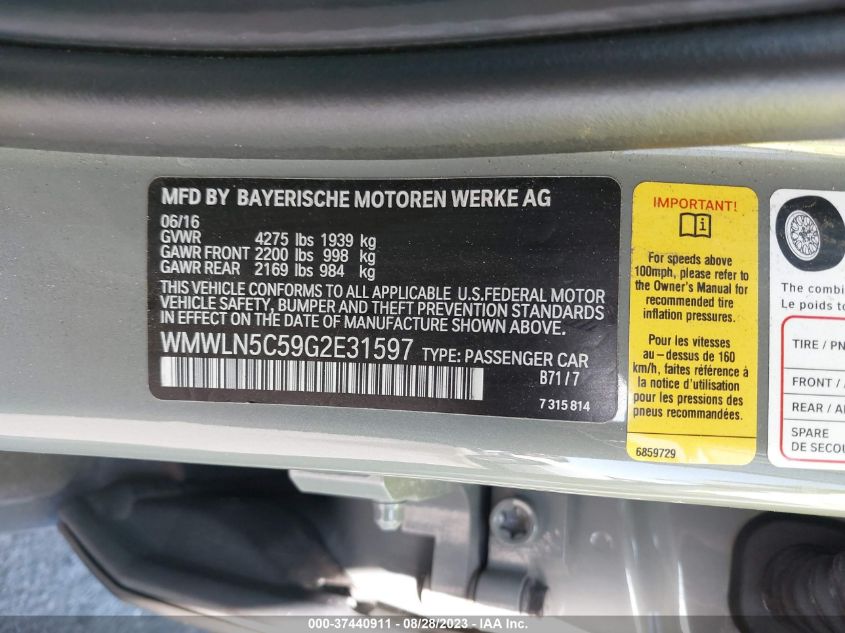 MFD BY BAYERISCHE MOTOREN WERKE AG
06/16
GVWR 4275 lbs 1939 kg
GAWR FRONT 2200 lbs 998 kg
GAWR REAR 2169 lbs 984 kg
THIS VEHICLE CONFORMS TO ALL APPLICABLE U.S.FEDERAL MOTOR
VEHICLE SAFETY, BUMPER AND THEFT PREVENTION STANDARDS
IN EFFECT ON THE DATE OF MANUFACTURE SHOWN ABOVE.
WMWLN5C59G2E31597 TYPE: PASSENGER CAR
B71/7
7 315 814
IMPORTANT!
For speeds above
100mph, please refer to
the Owner's Manual for
recommended tire
inflation pressures.
Pour les vitesses
au-dessus de 160
km/h, faites référence à
la notice d'utilisation
pour les pressions des
pneus recommandées.
6859729
The combi
Le poids to
TIRE / PN
FRONT /
REAR / A
SPARE
DE SECOU
000-37440911 - 08/28/2023 - IAA Inc.